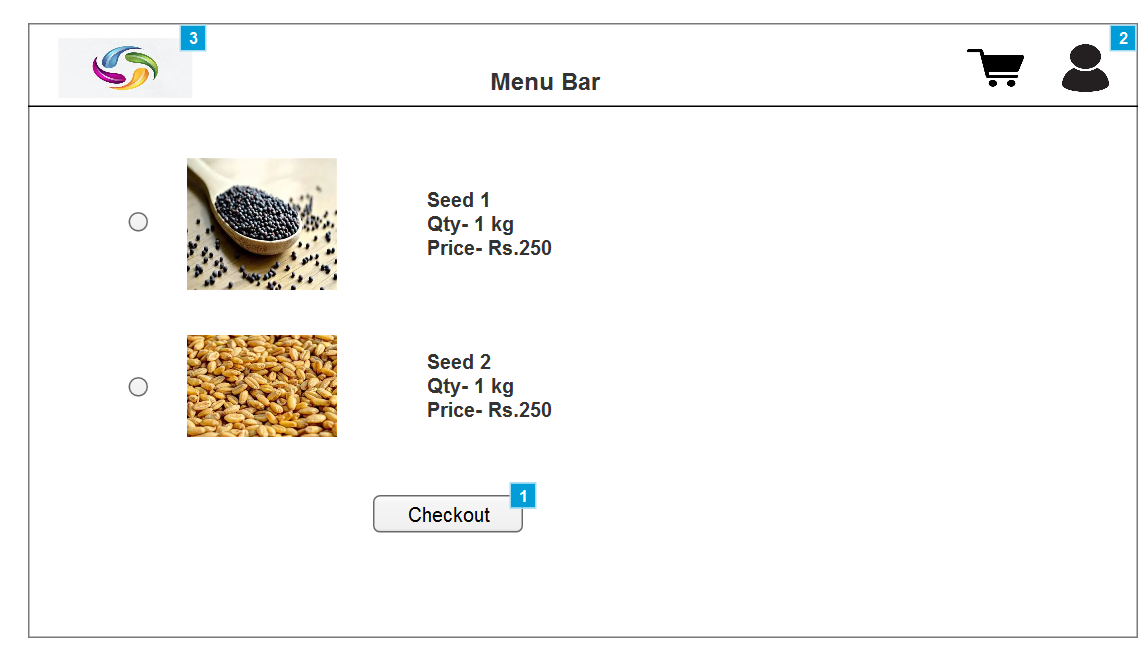 3
2
Menu Bar
Seed 1
Qty- 1 kg
Price- Rs.250
Seed 2
Qty- 1 kg
Price- Rs.250
1
Checkout